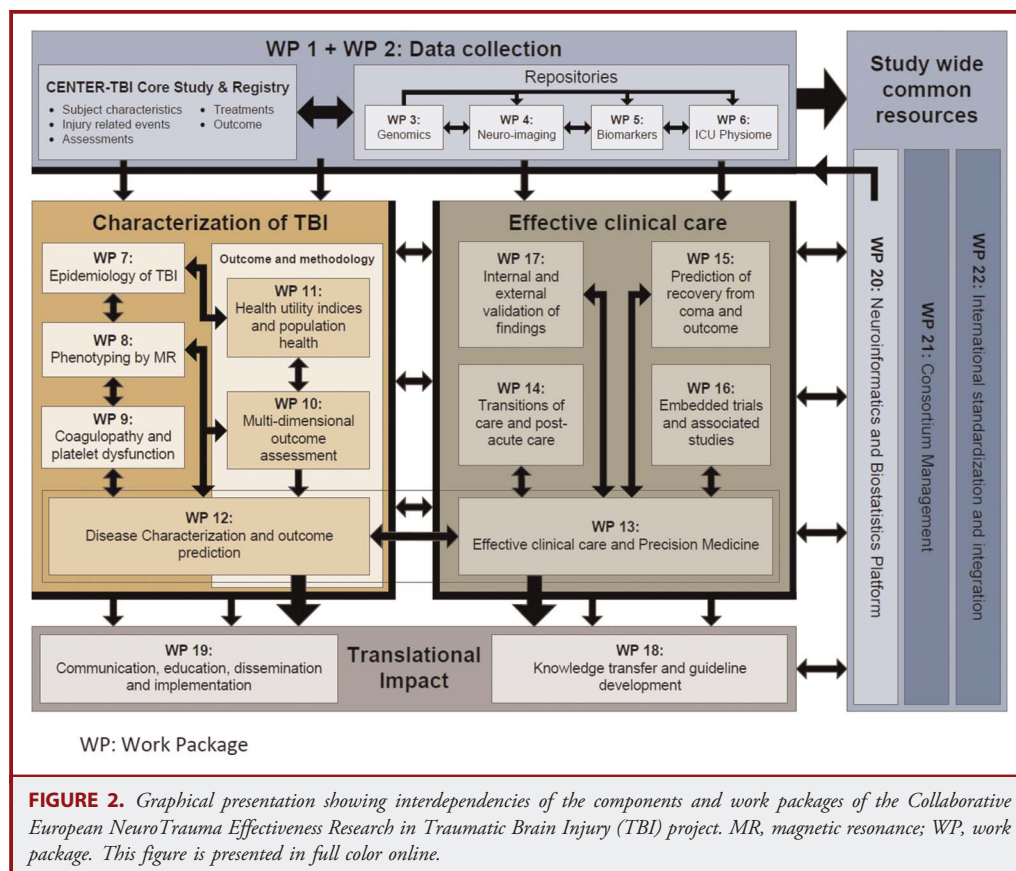 WP 1 + WP 2: Data collection
CENTER-TBI Core Study & Registry
• Subject characteristics
• Injury related events
• Assessments
• Treatments
• Outcome
Repositories
WP 3:
Genomics
WP 4:
Neuro-imaging
WP 5:
Biomarkers
WP 6:
ICU Physiome
Study wide
common
resources
Characterization of TBI
WP 7:
Epidemiology of TBI
WP 8:
Phenotyping by MR
WP 9:
Coagulopathy and
platelet dysfunction
Outcome and methodology
WP 11:
Health utility indices
and population
health
WP 10:
Multi-dimensional
outcome
assessment
WP 12:
Disease Characterization and outcome
prediction
Effective clinical care
WP 17:
Internal and
external
validation of
findings
WP 15:
Prediction of
recovery from
coma and
outcome
WP 14:
Transitions of
care and post-
acute care
WP 16:
Embedded trials
and associated
studies
WP 13:
Effective clinical care and Precision Medicine
WP 20: Neuroinformatics and Biostatistics Platform
WP 21: Consortium Management
WP 22: International standardization and integration
WP 19:
Communication, education, dissemination
and implementation
Translational
Impact
WP 18:
Knowledge transfer and guideline
development
WP: Work Package
FIGURE 2. Graphical presentation showing interdependencies of the components and work packages of the Collaborative
European NeuroTrauma Effectiveness Research in Traumatic Brain Injury (TBI) project. MR, magnetic resonance; WP, work
package. This figure is presented in full color online.